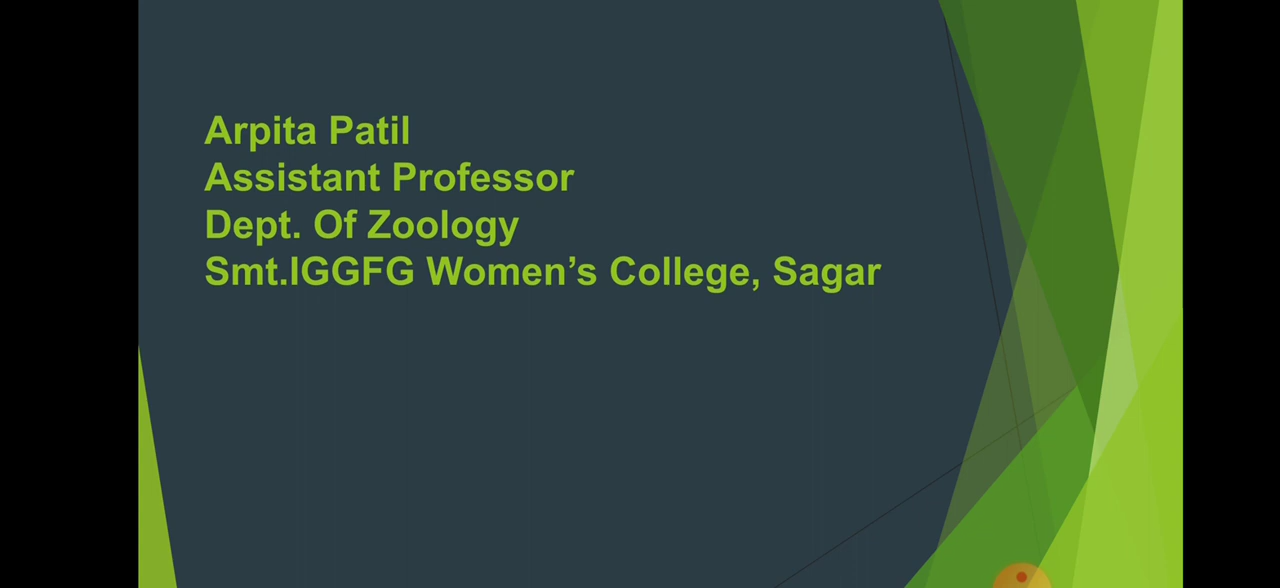 Arpita Patil
Assistant Professor
Dept. Of Zoology
Smt.IGGFG Women’s College, Sagar